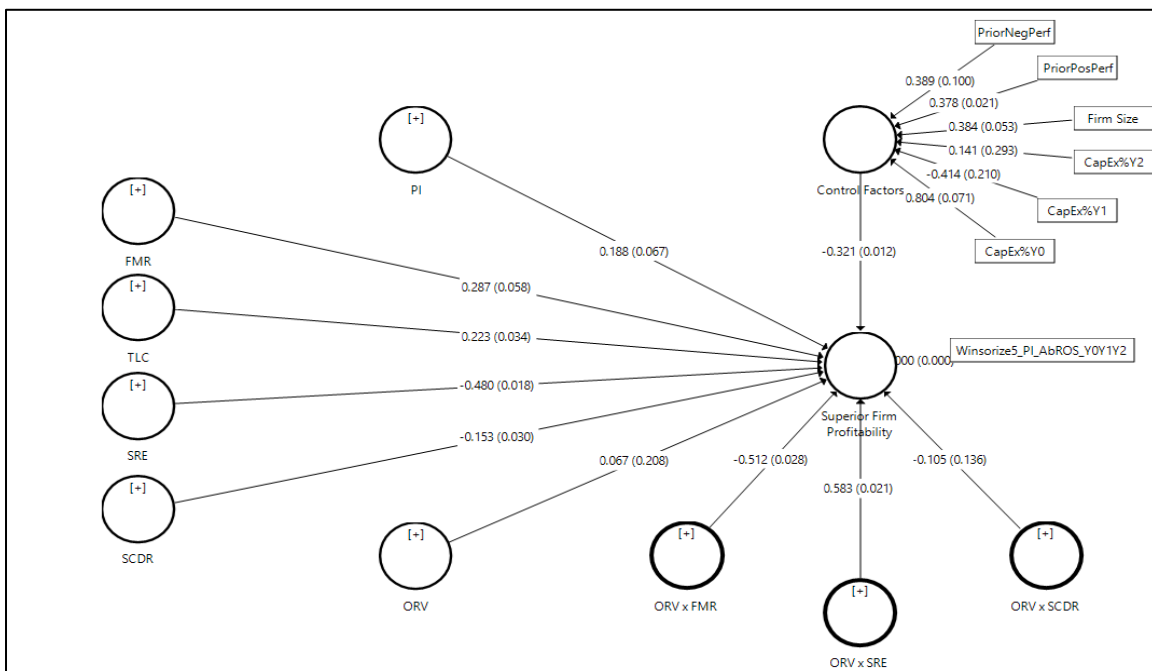 PriorNegPerf
PriorPosPerf
Firm Size
CapEx%Y2
CapEx%Y1
CapEx%Y0
0.389 (0.100)
0.378 (0.021)
0.384 (0.053)
0.141 (0.293)
-0.414 (0.210)
0.804 (0.071)
Control Factors
-0.321 (0.012)
[+]
PI
0.188 (0.067)
[+]
FMR
0.287 (0.058)
[+]
TLC
0.223 (0.034)
[+]
SRE
-0.480 (0.018)
[+]
SCDR
-0.153 (0.030)
000 (0.000)
Winsorize5_PI_AbROS_Y0Y1Y2
Superior Firm
Profitability
0.067 (0.208)
-0.512 (0.028)
0.583 (0.021)
-0.105 (0.136)
[+]
ORV
[+]
ORV x FMR
[+]
ORV x SRE
[+]
ORV x SCDR